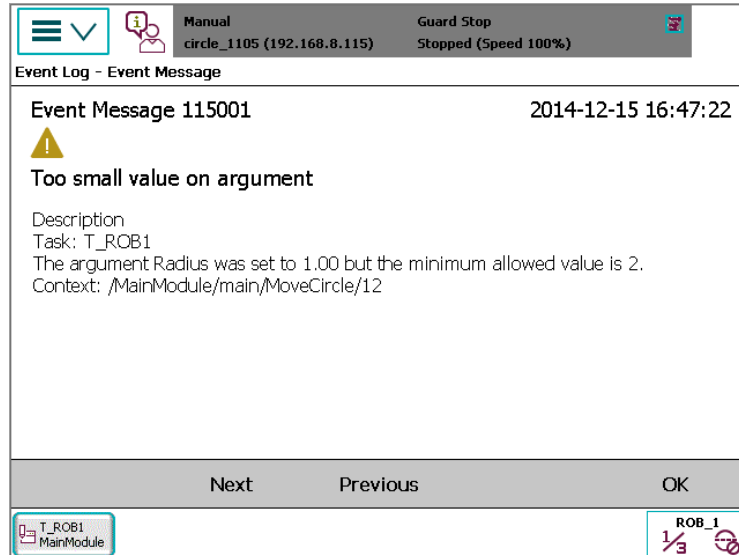 Manual
Guard Stop
circle_1105 (192.168.8.115)
Stopped (Speed 100%)
Event Log - Event Message
Event Message 115001
2014-12-15 16:47:22
Too small value on argument
Description
Task: T_ROB1
The argument Radius was set to 1.00 but the minimum allowed value is 2.
Context: /MainModule/main/MoveCircle/12
Next
Previous
OK
T_ROB1
MainModule
ROB_1
1/3